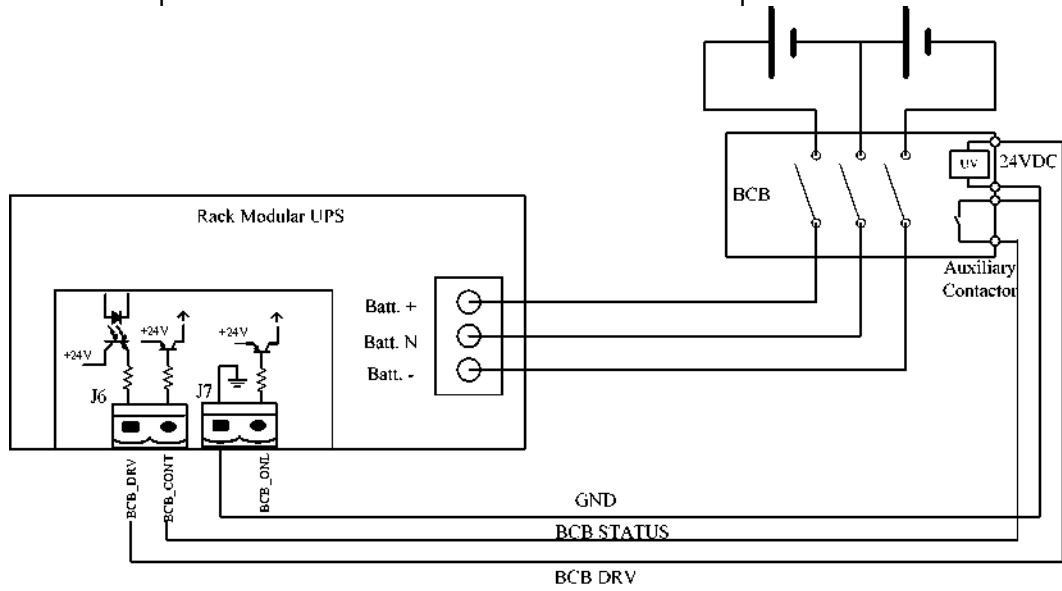 UV
24VDC
BCB
Rack Modular UPS
Auxiliary
Contactor
Batt. +
+24V
+24V
Batt. N
+24V
Batt. -
J6
J7
BCB_DRV
BCB_CONT
BCB_ONL
GND
BCB STATUS
BCB DRV